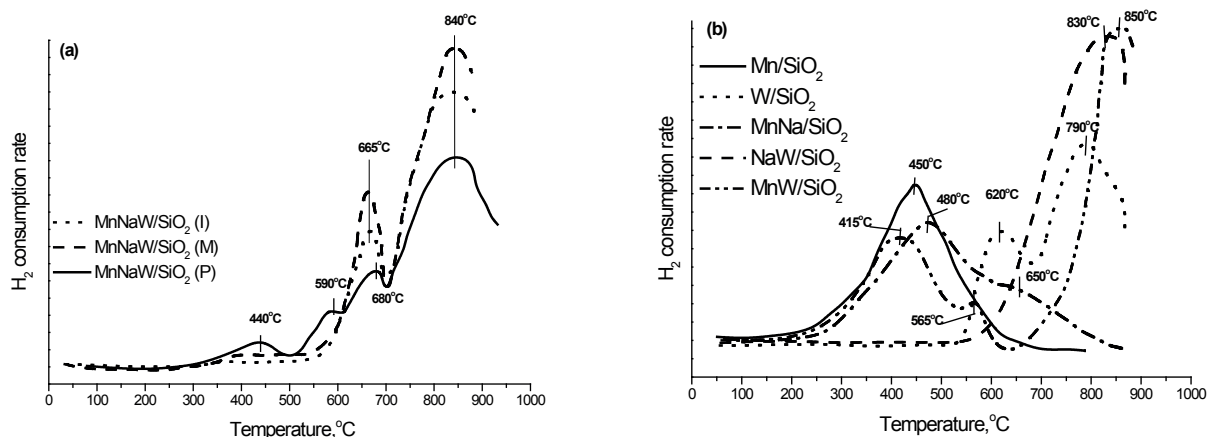 (a)
840°C
665°C
590°C
680°C
440°C
MnNaW/SiO₂ (I)
MnNaW/SiO₂ (M)
MnNaW/SiO₂ (P)
H₂ consumption rate
0 100 200 300 400 500 600 700 800 900 1000
Temperature,°C
(b)
830°C 850°C
Mn/SiO₂
W/SiO₂
MnNa/SiO₂
NaW/SiO₂
MnW/SiO₂
790°C
450°C
620°C
480°C
415°C
650°C
565°C
H₂ consumption rate
0 100 200 300 400 500 600 700 800 900 1000
Temperature,°C